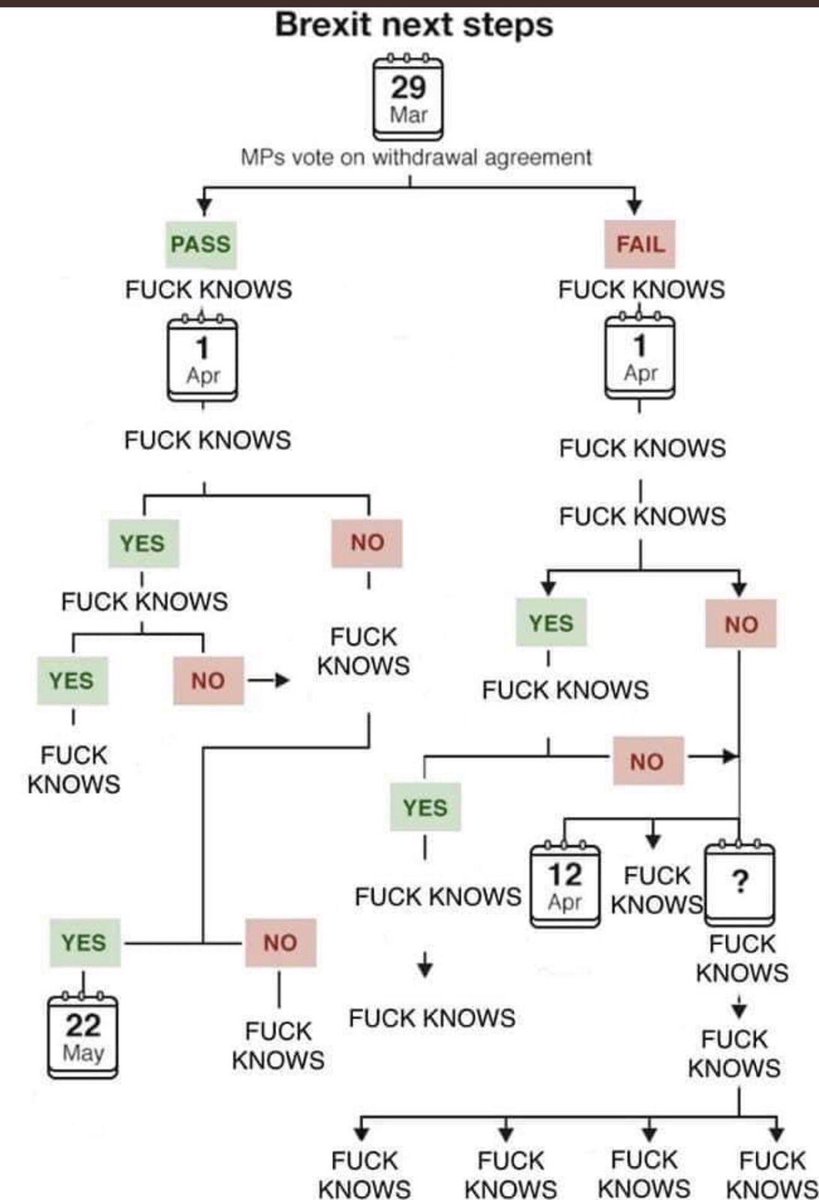 Brexit next steps
29
Mar
MPs vote on withdrawal agreement
PASS
FAIL
FUCK KNOWS
FUCK KNOWS
1
Apr
1
Apr
FUCK KNOWS
FUCK KNOWS
FUCK KNOWS
YES
NO
FUCK KNOWS
YES
NO
FUCK
KNOWS
YES
NO
FUCK KNOWS
FUCK
KNOWS
NO
YES
12
Apr
FUCK
KNOWS
?
FUCK KNOWS
YES
NO
FUCK
KNOWS
22
May
FUCK
KNOWS
FUCK KNOWS
FUCK
KNOWS
FUCK
KNOWS
FUCK
KNOWS
FUCK
KNOWS
FUCK
KNOWS